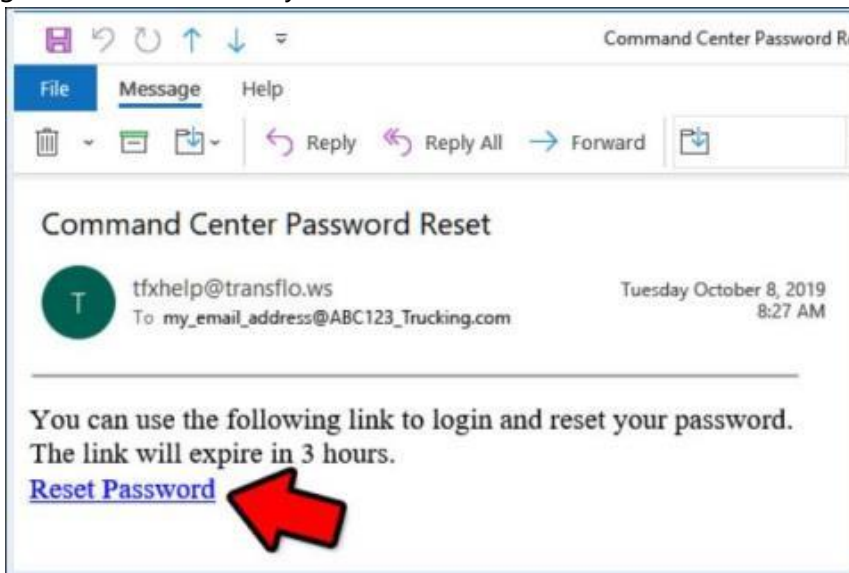 Command Center Password R
File Message Help
Reply Reply All Forward
Command Center Password Reset
T
tfxhelp@transflo.ws
Tuesday October 8, 2019
To my_email_address@ABC123_Trucking.com
8:27 AM
You can use the following link to login and reset your password.
The link will expire in 3 hours.
Reset Password